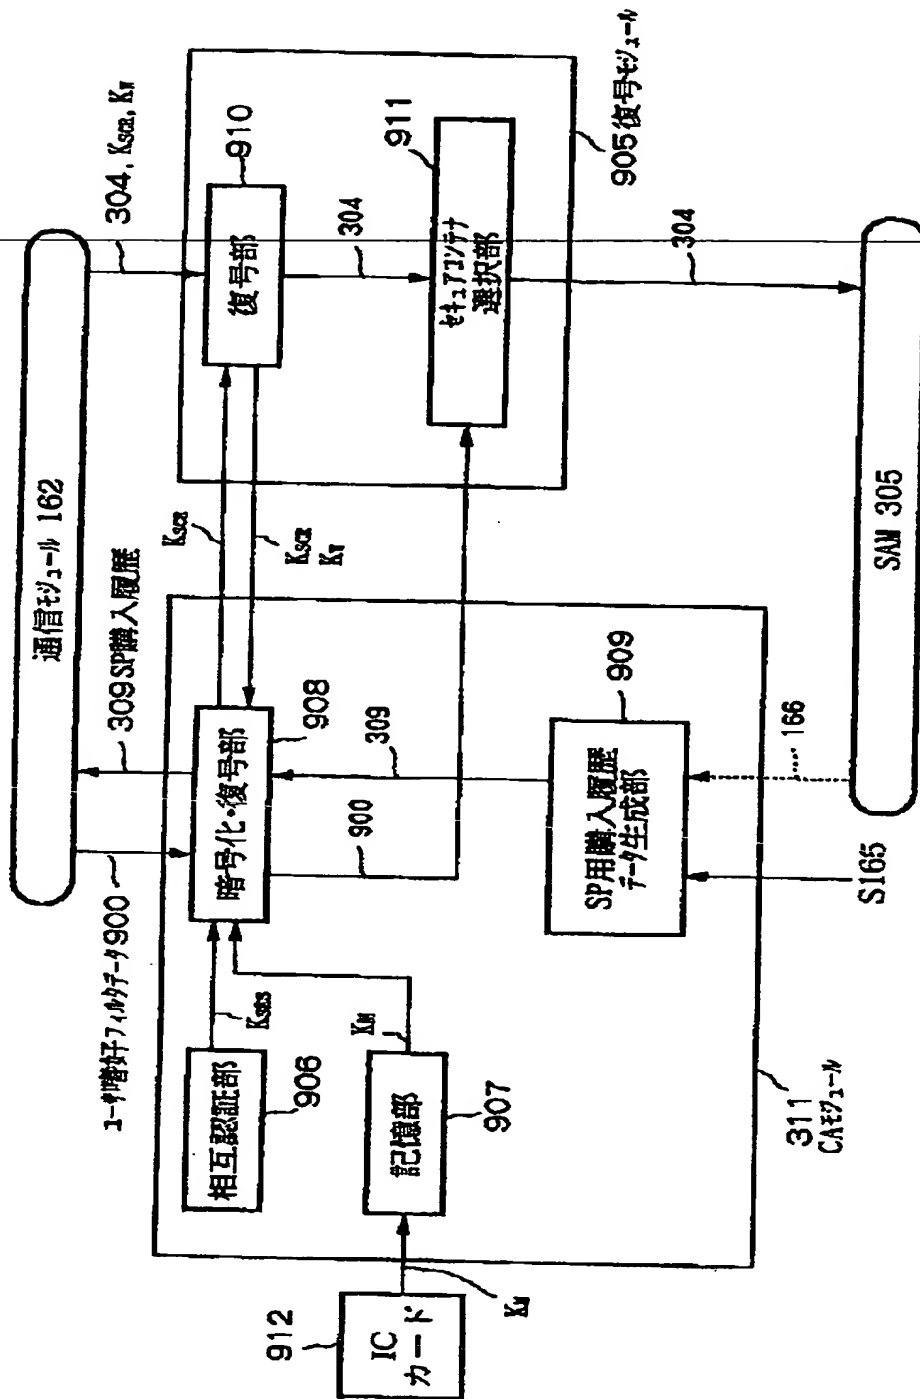 通信モジュール 162
304, KSCR, KW
910
復号部
304
911
セキュアコンテナ
選択部
905復号モジュール
304
SAM 305
KSCR
KSCR
KW
309SP購入履歴
ユーザ嗜好フィルタデータ900
暗号化・復号部
908
309
900
909
SP用購入履歴
データ生成部
166
S165
相互認証部
906
KSES
記憶部
907
KM
311
CAモジュール
912
IC
カード
KM